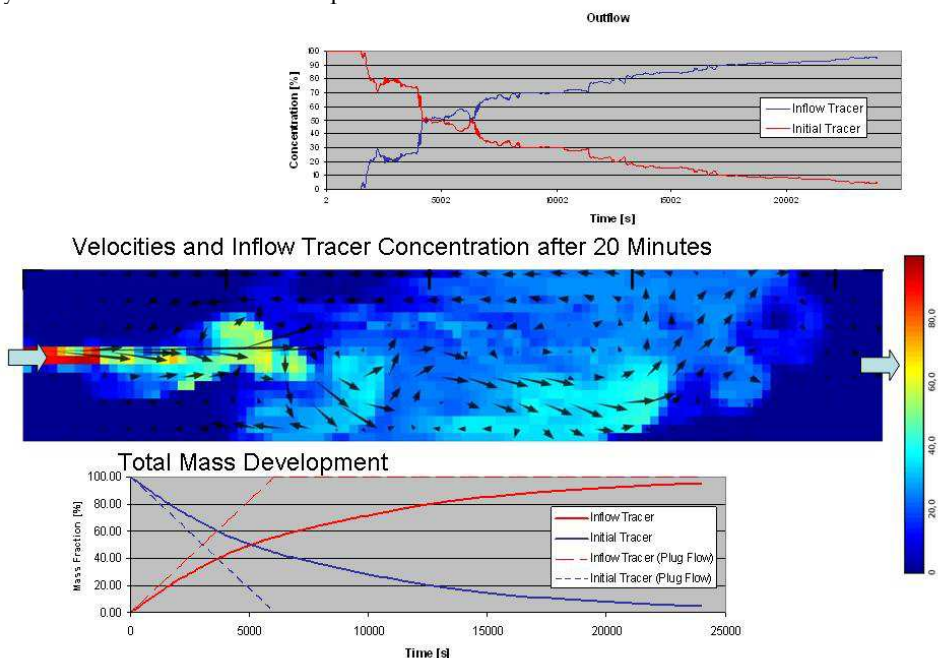 Outflow
Concentration [%]
100
90
80
70
60
50
40
30
20
10
0
2 5002 10002 15002 20002
Time [s]
Inflow Tracer
Initial Tracer
Velocities and Inflow Tracer Concentration after 20 Minutes
80,0
60,0
40,0
20,0
0
Total Mass Development
Mass Fraction [%]
100.00
80.00
60.00
40.00
20.00
0.00
0 5000 10000 15000 20000 25000
Time [s]
Inflow Tracer
Initial Tracer
Inflow Tracer (Plug Flow)
Initial Tracer (Plug Flow)